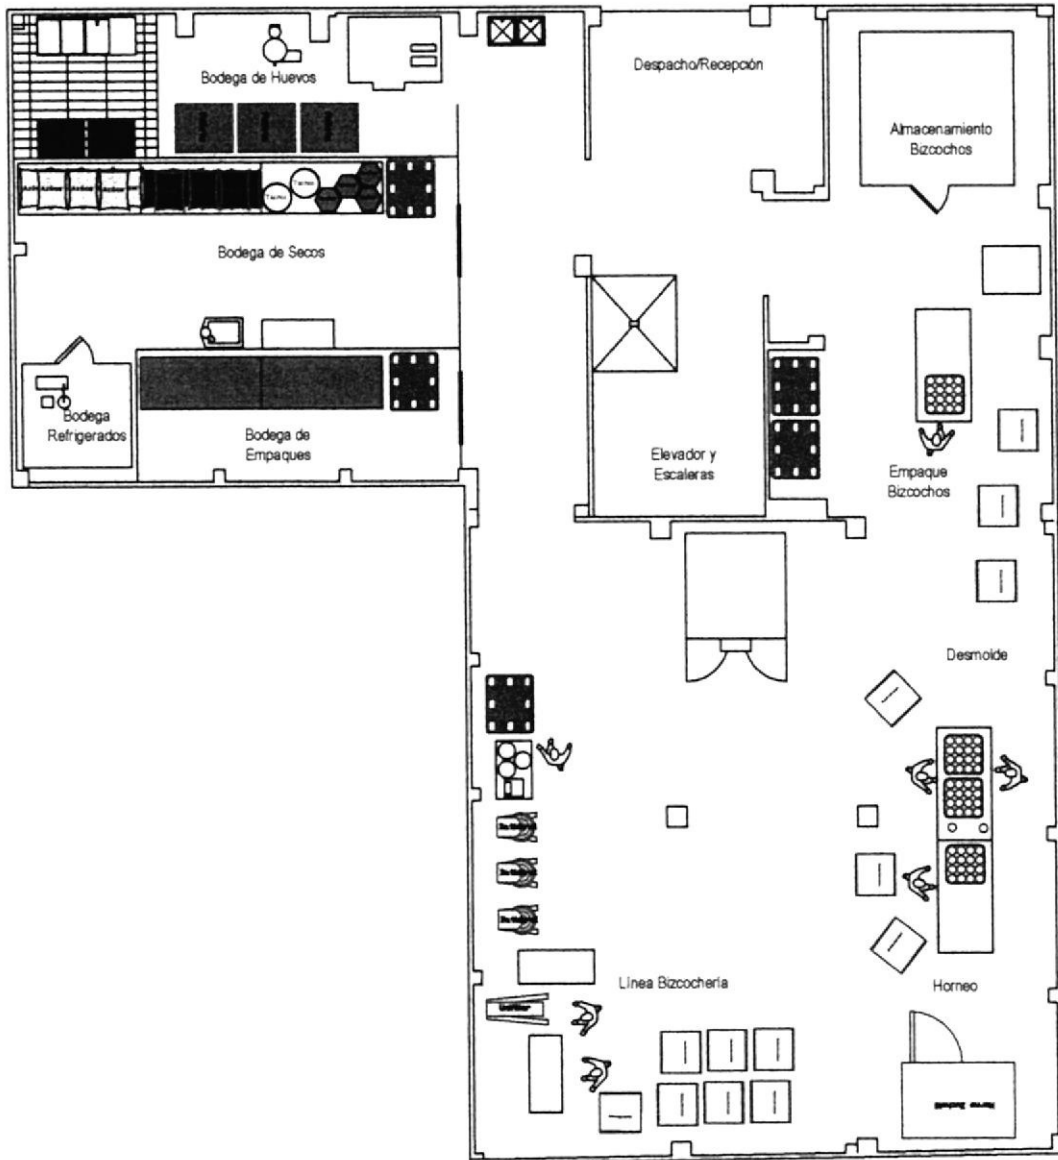 Bodega de Huevos
Despacho/Recepción
Almacenamiento
Bizcochos
Bodega de Secos
Bodega
Refrigerados
Bodega de
Empaques
Elevador y
Escaleras
Empaque
Bizcochos
Desmolde
Línea Bizcochería
Horneo